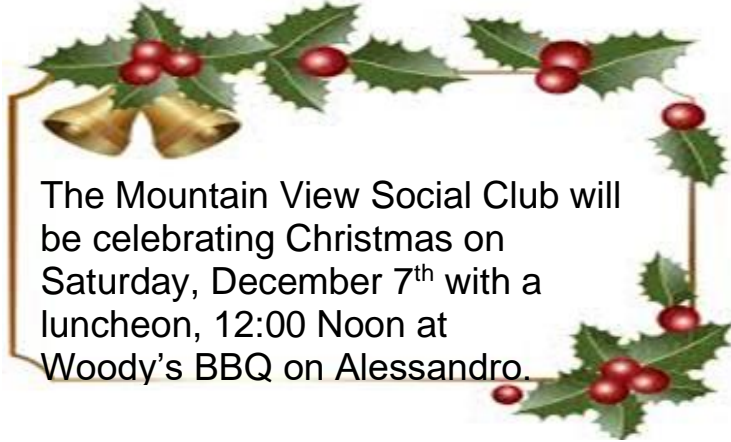 The Mountain View Social Club will
be celebrating Christmas on
Saturday, December 7th with a
luncheon, 12:00 Noon at
Woody's BBQ on Alessandro.